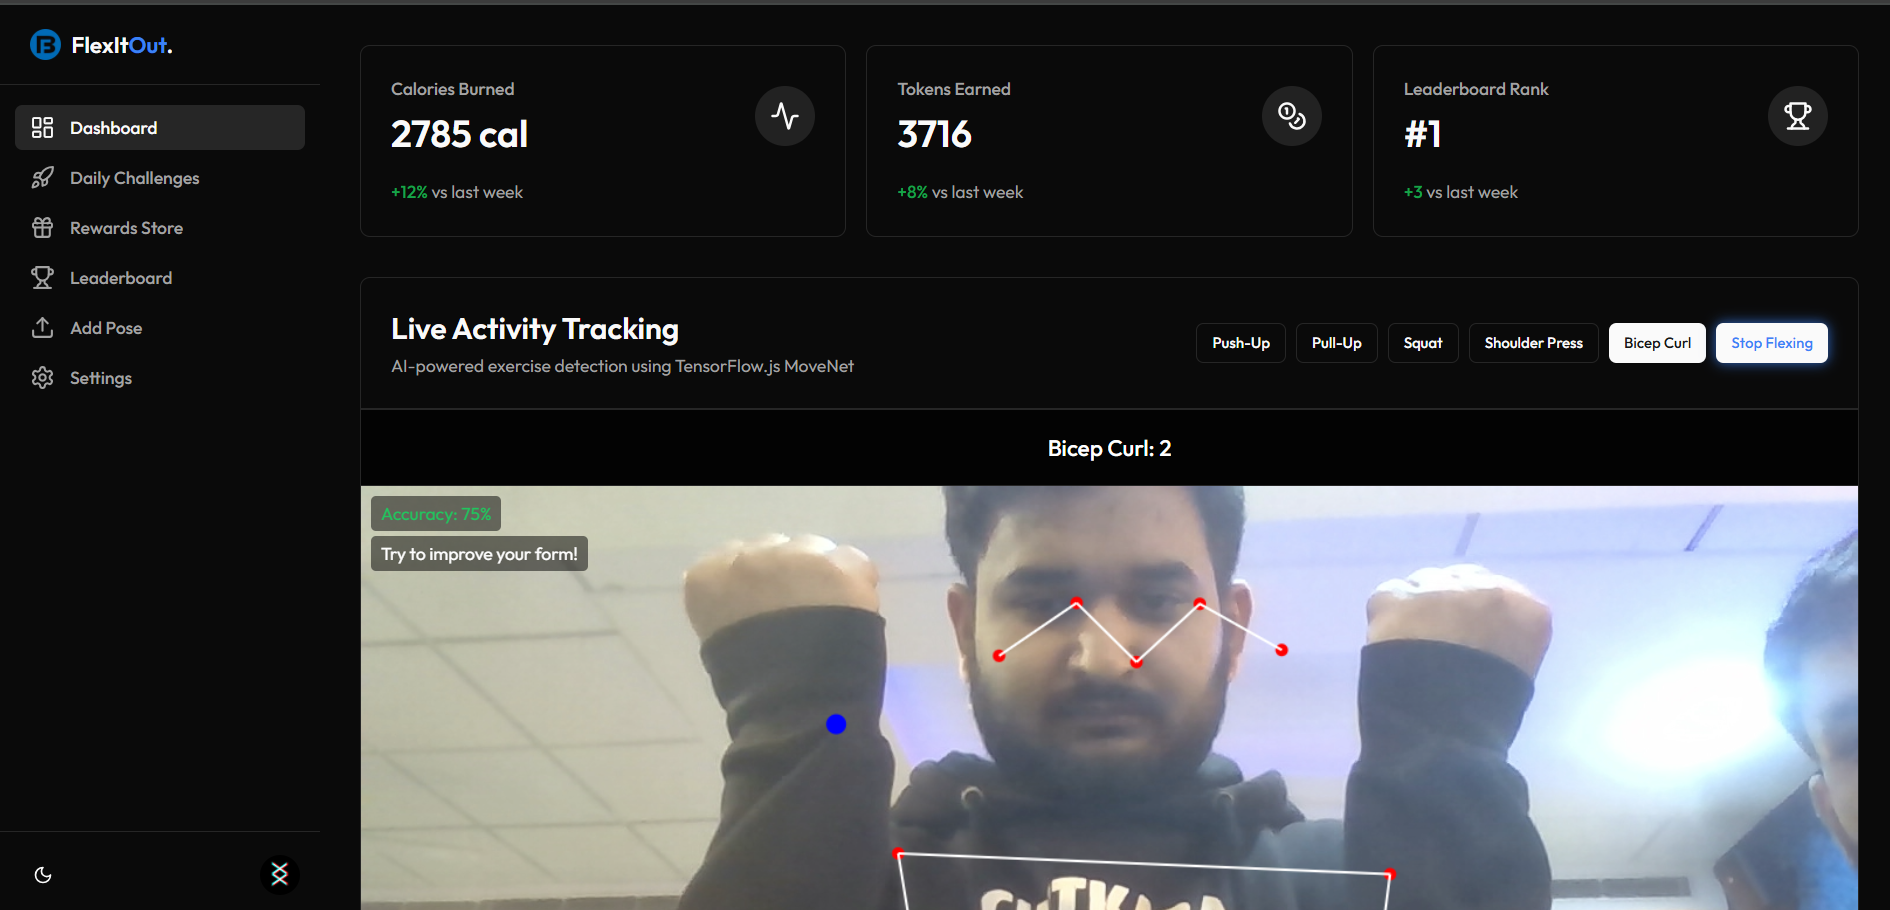 FlexItOut.
Dashboard
Daily Challenges
Rewards Store
Leaderboard
Add Pose
Settings
Calories Burned
2785 cal
+12% vs last week
Tokens Earned
3716
+8% vs last week
Leaderboard Rank
#1
+3 vs last week
Live Activity Tracking
AI-powered exercise detection using TensorFlow.js MoveNet
Push-Up
Pull-Up
Squat
Shoulder Press
Bicep Curl
Stop Flexing
Bicep Curl: 2
Accuracy: 75%
Try to improve your form!